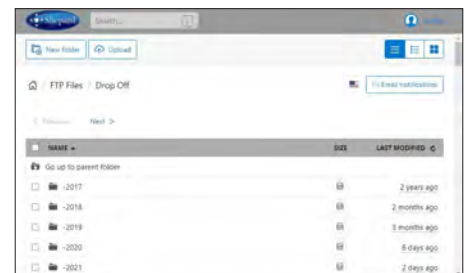 Shepard Search...
New folder Upload
/ FTP Files / Drop Off Email notifications
< Previous Next >
NAME SIZE LAST MODIFIED
Go up to parent folder
-2017 2 years ago
-2018 2 months ago
-2019 3 months ago
-2020 8 days ago
-2021 2 days ago